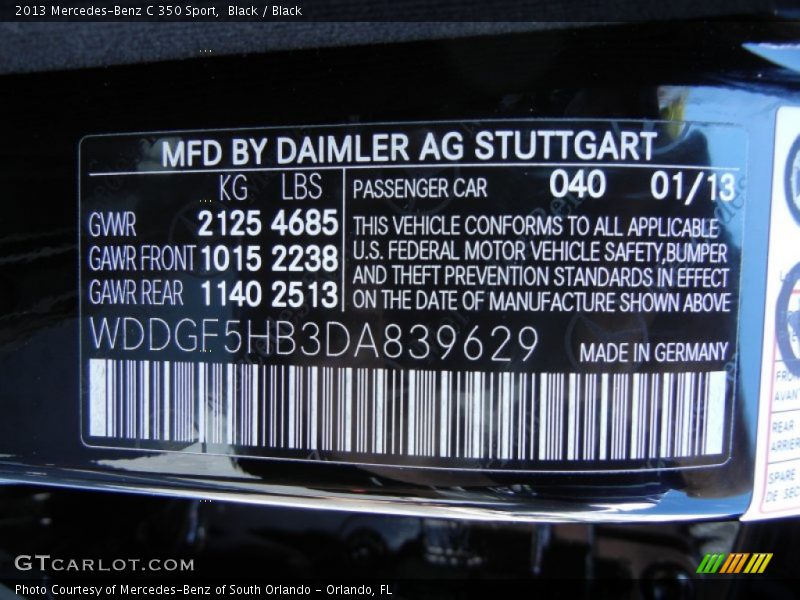 2013 Mercedes-Benz C 350 Sport,  Black / Black
MFD BY DAIMLER AG STUTTGART
KG LBS PASSENGER CAR 040 01/13
GVWR 2125 4685
GAWR FRONT 1015 2238
GAWR REAR 1140 2513
THIS VEHICLE CONFORMS TO ALL APPLICABLE
U.S. FEDERAL MOTOR VEHICLE SAFETY,BUMPER
AND THEFT PREVENTION STANDARDS IN EFFECT
ON THE DATE OF MANUFACTURE SHOWN ABOVE
WDDGF5HB3DA839629
MADE IN GERMANY
AVANT
REAR
SPARE
GTCARLOT.COM
Photo Courtesy of Mercedes-Benz of South Orlando - Orlando, FL